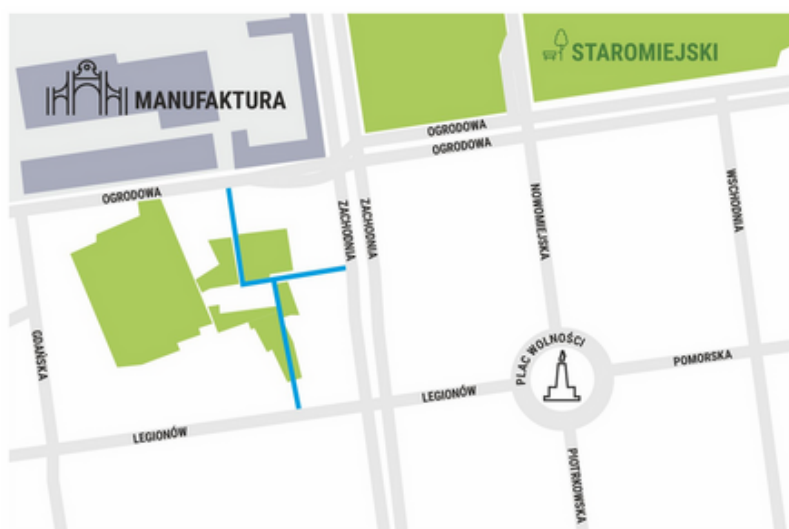 STAROMIEJSKI
MANUFAKTURA
OGRODOWA
OGRODOWA
OGRODOWA
ZACHODNIA
ZACHODNIA
NOWOMIEJSKA
WSCHODNIA
GDAŃSKA
PLAC WOLNOŚCI
POMORSKA
LEGIONÓW
LEGIONÓW
PIOTRKOWSKA